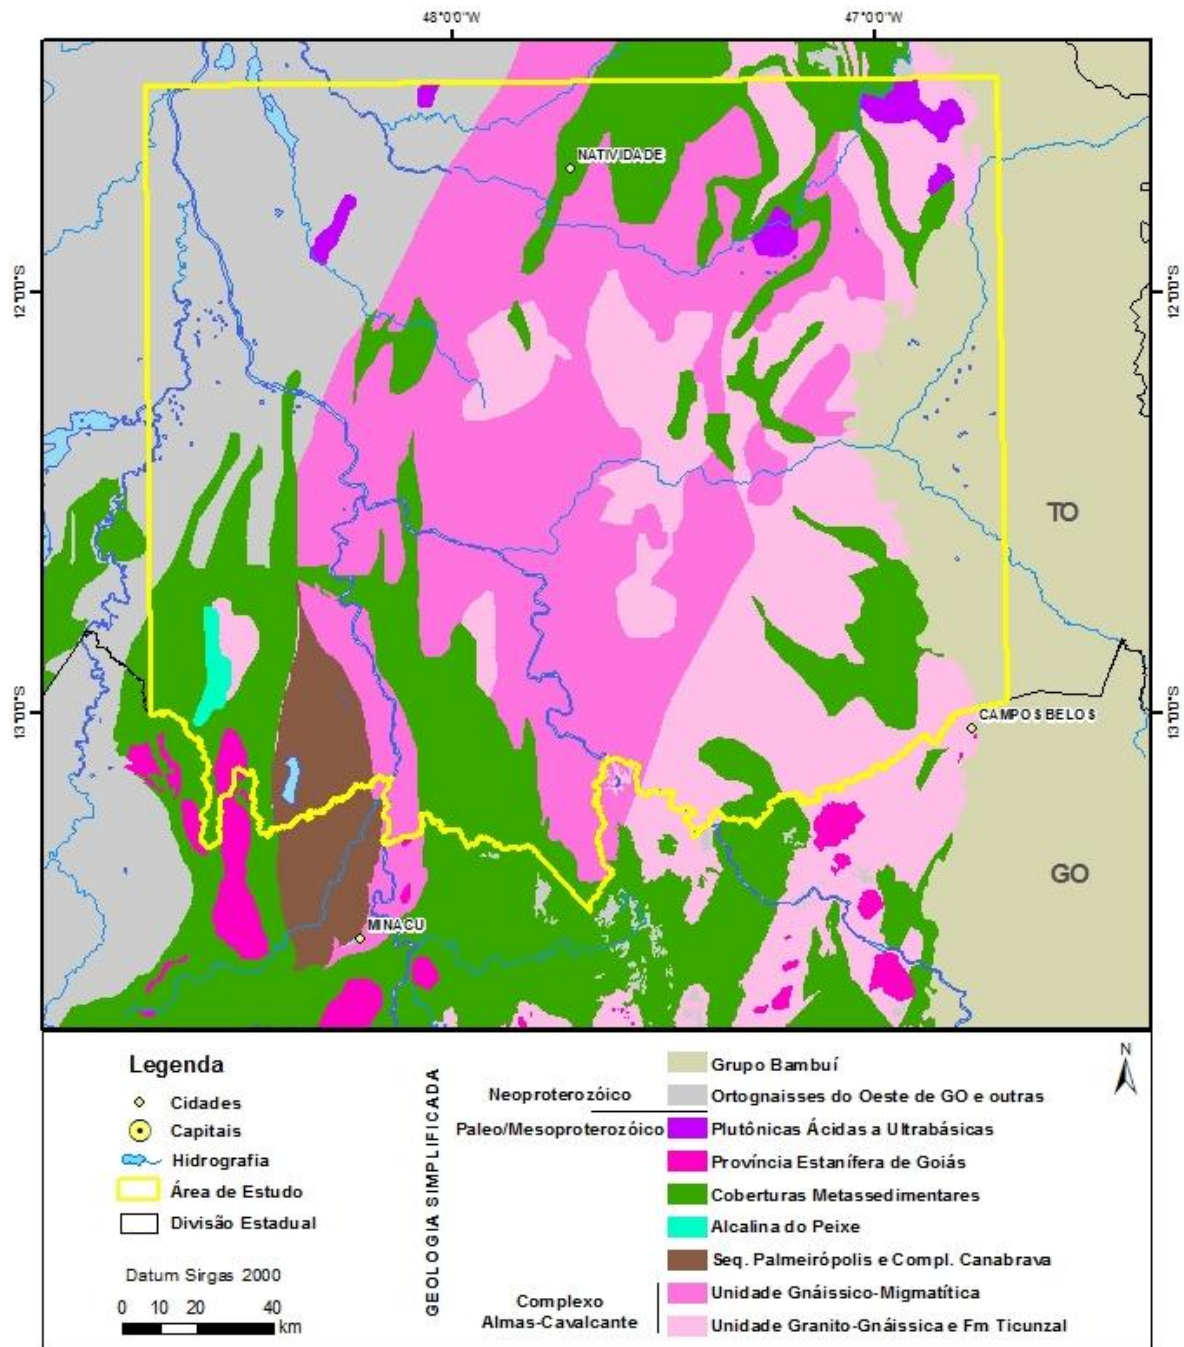 48°0'0"W
47°0'0"W
NATIVIDADE
12°0'0"S
12°0'0"S
TO
13°0'0"S
13°0'0"S
CAMPOS BELOS
GO
MINAÇU
Legenda
Cidades
Capitais
Hidrografia
Área de Estudo
Divisão Estadual
Datum Sirgas 2000
0 10 20 40
km
GEOLOGIA SIMPLIFICADA
Neoproterozóico
Paleo/Mesoproterozóico
Complexo
Almas-Cavalcante
Grupo Bambuí
Ortognaisses do Oeste de GO e outras
Plutônicas Ácidas a Ultrabásicas
Província Estanífera de Goiás
Coberturas Metassedimentares
Alcalina do Peixe
Seq. Palmeirópolis e Compl. Canabrava
Unidade Gnáissico-Migmatítica
Unidade Granito-Gnáissica e Fm Ticunzal
N